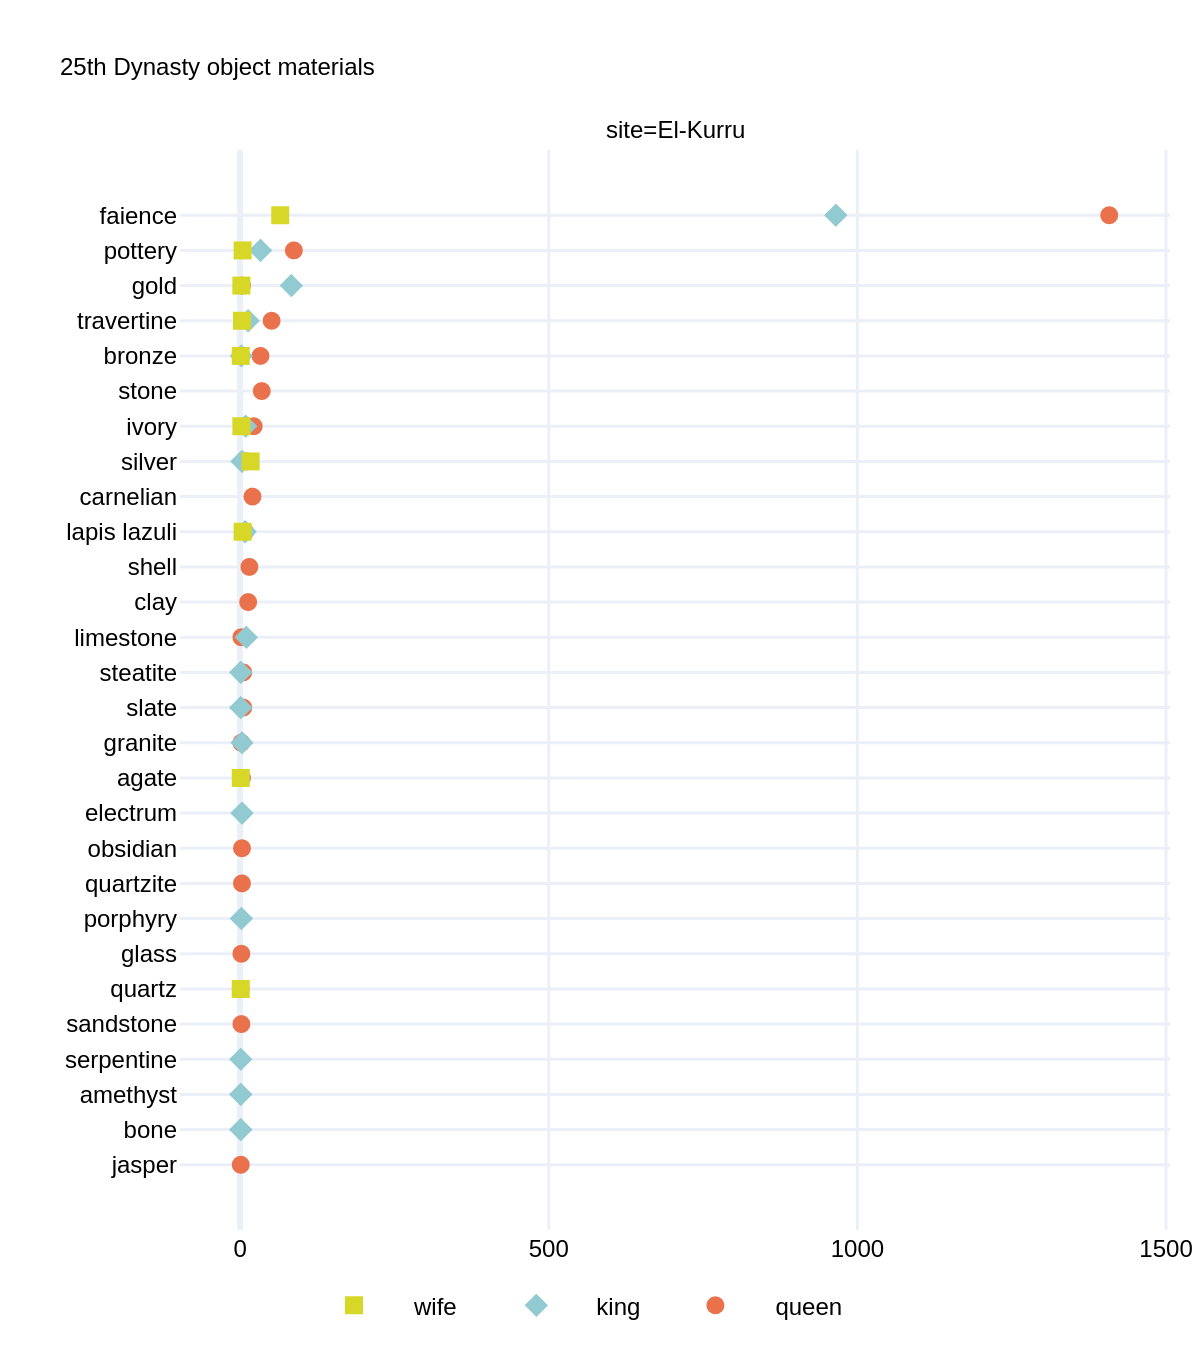 25th Dynasty object materials
site=El-Kurru
faience
pottery
gold
travertine
bronze
stone
ivory
silver
carnelian
lapis lazuli
shell
clay
limestone
steatite
slate
granite
agate
electrum
obsidian
quartzite
porphyry
glass
quartz
sandstone
serpentine
amethyst
bone
jasper
0 500 1000 1500
wife king queen